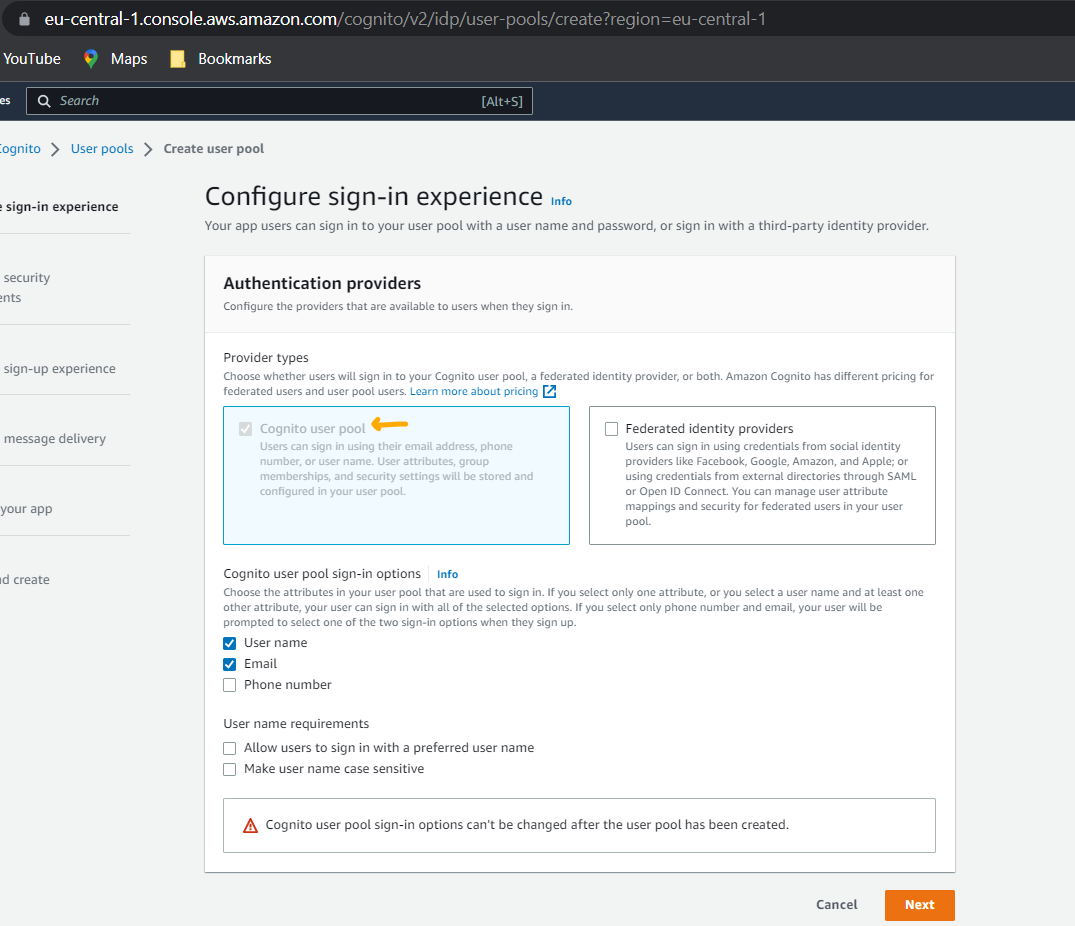 eu-central-1.console.aws.amazon.com/cognito/v2/idp/user-pools/create?region=eu-central-1
YouTube Maps Bookmarks
es Search [Alt+S]
Cognito User pools Create user pool
e sign-in experience
security
ents
sign-up experience
message delivery
your app
nd create
Configure sign-in experience Info
Your app users can sign in to your user pool with a user name and password, or sign in with a third-party identity provider.
Authentication providers
Configure the providers that are available to users when they sign in.
Provider types
Choose whether users will sign in to your Cognito user pool, a federated identity provider, or both. Amazon Cognito has different pricing for
federated users and user pool users. Learn more about pricing
Cognito user pool
Users can sign in using their email address, phone
number, or user name. User attributes, group
memberships, and security settings will be stored and
configured in your user pool.
Federated identity providers
Users can sign in using credentials from social identity
providers like Facebook, Google, Amazon, and Apple; or
using credentials from external directories through SAML
or Open ID Connect. You can manage user attribute
mappings and security for federated users in your user
pool.
Cognito user pool sign-in options Info
Choose the attributes in your user pool that are used to sign in. If you select only one attribute, or you select a user name and at least one
other attribute, your user can sign in with all of the selected options. If you select only phone number and email, your user will be
prompted to select one of the two sign-in options when they sign up.
User name
Email
Phone number
User name requirements
Allow users to sign in with a preferred user name
Make user name case sensitive
Cognito user pool sign-in options can't be changed after the user pool has been created.
Cancel Next